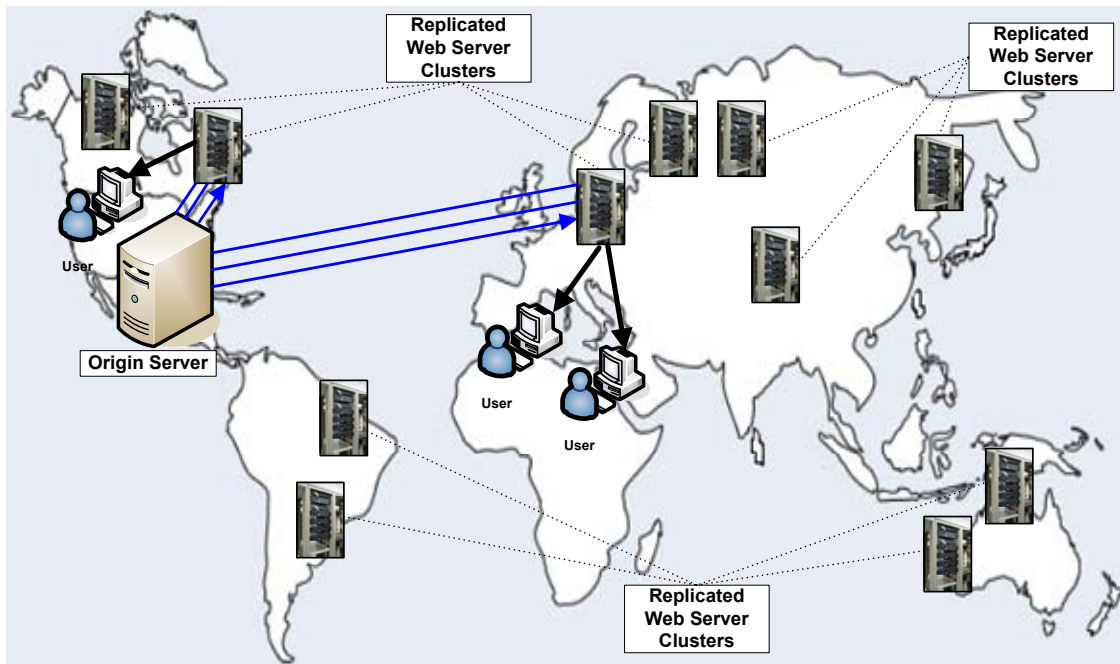 Replicated
Web Server
Clusters
Replicated
Web Server
Clusters
User
Origin Server
User
User
Replicated
Web Server
Clusters